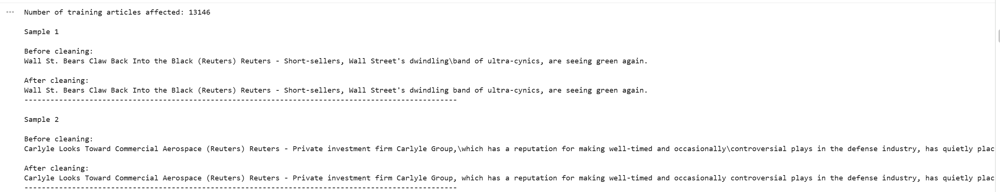 Number of training articles affected: 13146
Sample 1
Before cleaning:
Wall St. Bears Claw Back Into the Black (Reuters) Reuters - Short-sellers, Wall Street's dwindling\band of ultra-cynics, are seeing green again.
After cleaning:
Wall St. Bears Claw Back Into the Black (Reuters) Reuters - Short-sellers, Wall Street's dwindling band of ultra-cynics, are seeing green again.
----------------------------------------------------------------------------------------------------
Sample 2
Before cleaning:
Carlyle Looks Toward Commercial Aerospace (Reuters) Reuters - Private investment firm Carlyle Group,\which has a reputation for making well-timed and occasionally\controversial plays in the defense industry, has quietly plac
After cleaning:
Carlyle Looks Toward Commercial Aerospace (Reuters) Reuters - Private investment firm Carlyle Group, which has a reputation for making well-timed and occasionally controversial plays in the defense industry, has quietly plac
----------------------------------------------------------------------------------------------------